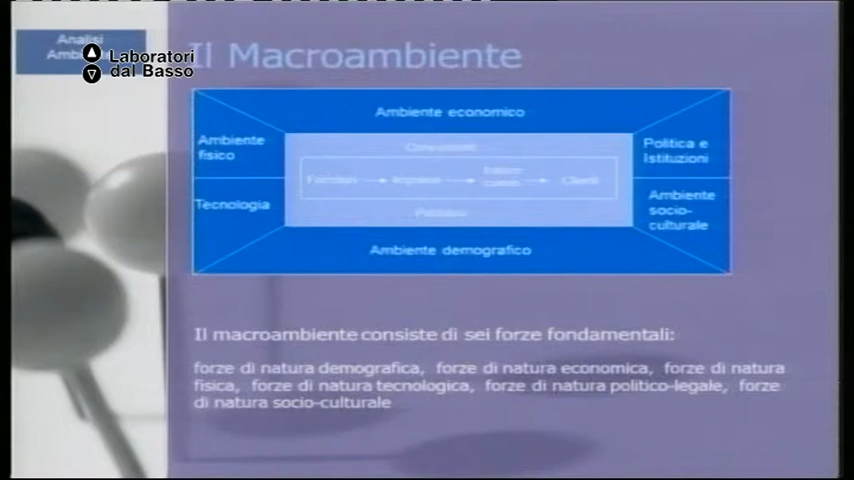 Analisi
Laboratori
dal Basso
Il Macroambiente
Ambiente economico
Ambiente
fisico
Politica e
Istituzioni
Fornitori
Imprese
Clienti
Tecnologia
Ambiente
socio-
culturale
Ambiente demografico
Il macroambiente consiste di sei forze fondamentali:
forze di natura demografica, forze di natura economica, forze di natura
fisica, forze di natura tecnologica, forze di natura politico-legale, forze
di natura socio-culturale